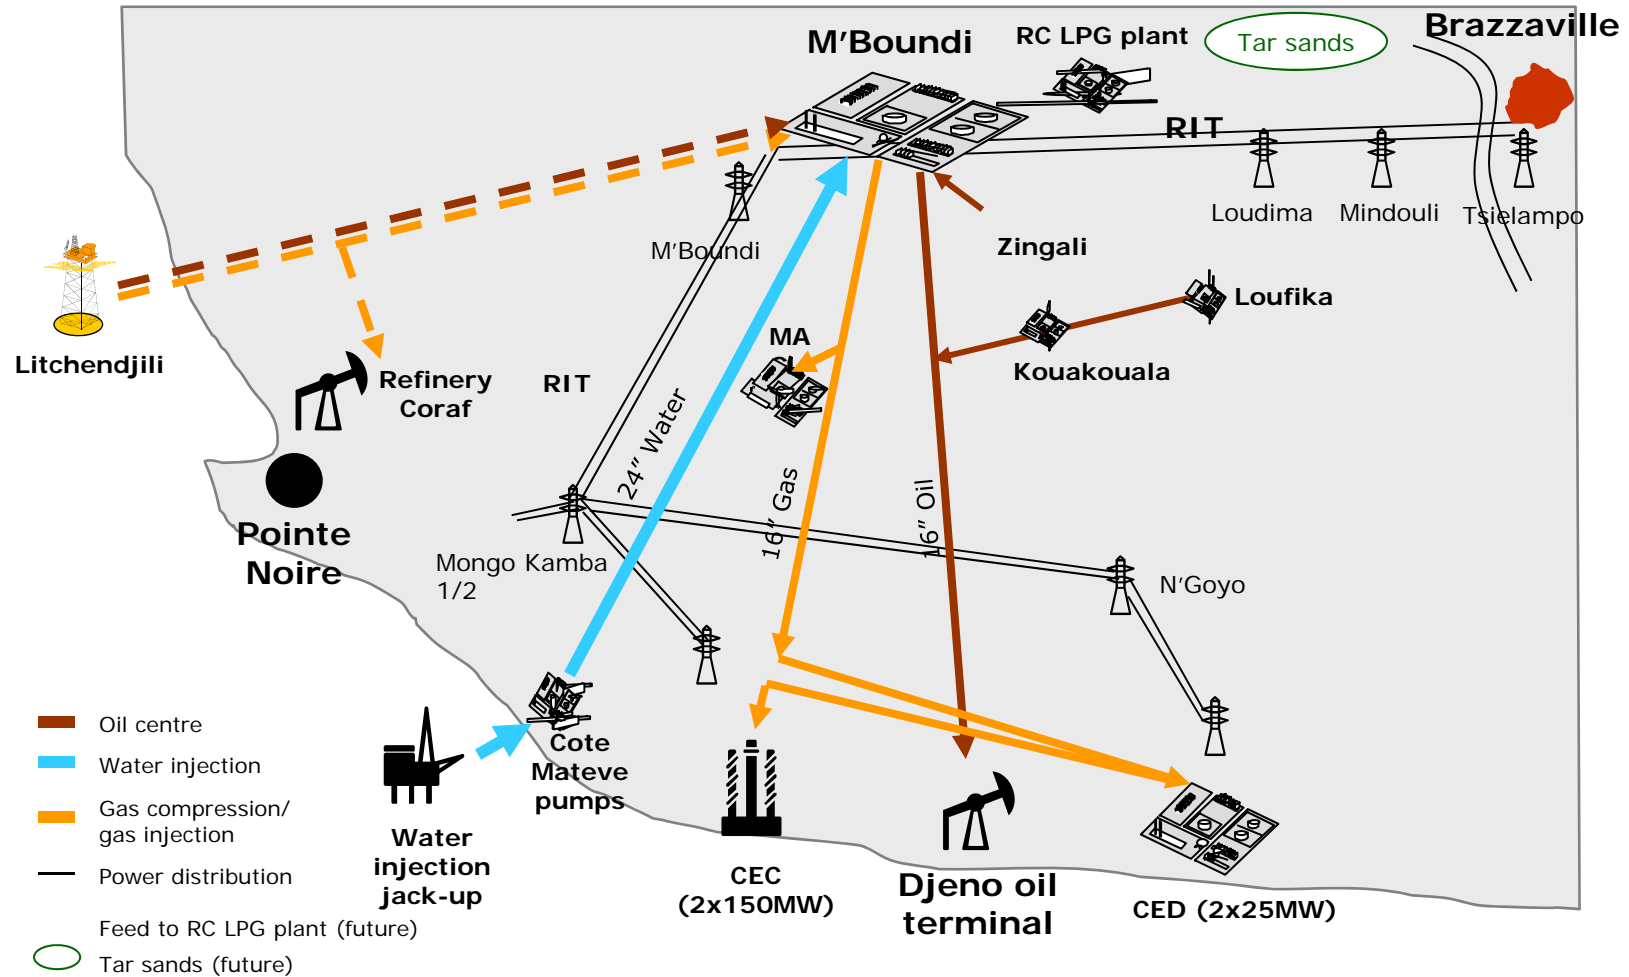 Brazzaville
M'Boundi
RC LPG plant
Tar sands
RIT
Loudima
Mindouli
Tsielampo
M'Boundi
Zingali
Loufika
Litchendjili
MA
Kouakouala
Refinery
Coraf
RIT
24" Water
16" Gas
16" Oil
Pointe
Noire
Mongo Kamba
1/2
N'Goyo
Cote
Mateve
pumps
Water
injection
jack-up
CEC
(2x150MW)
Djeno oil
terminal
CED (2x25MW)
Oil centre
Water injection
Gas compression/
gas injection
Power distribution
Feed to RC LPG plant (future)
Tar sands (future)